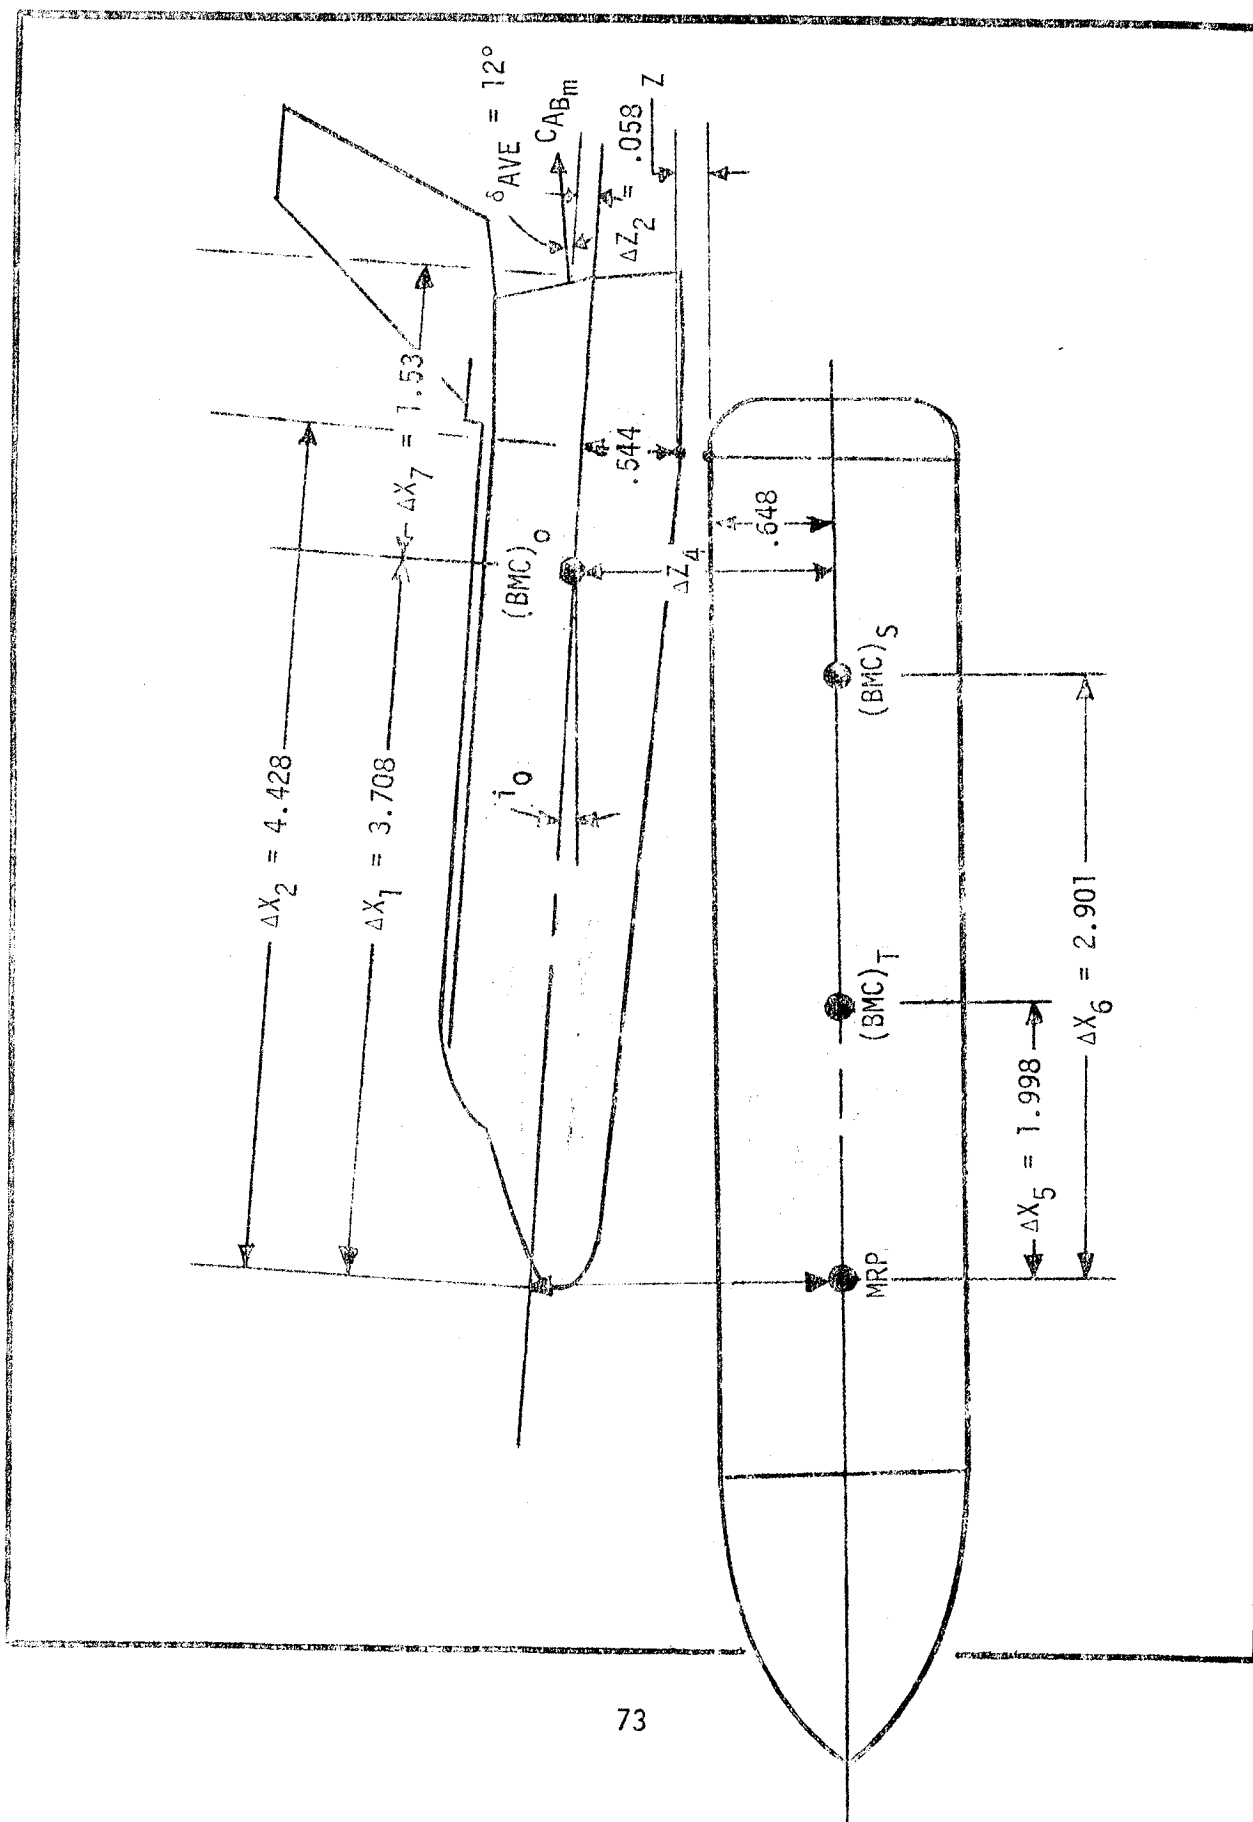 δAVE = 12°
CABm
ΔZ2 = .058
Z
ΔX7 = 1.53
.544
.648
(BMC)O
ΔZ4
(BMC)S
ΔX2 = 4.428
ΔX1 = 3.708
iO
(BMC)T
ΔX6 = 2.901
ΔX5 = 1.998
MRP
73